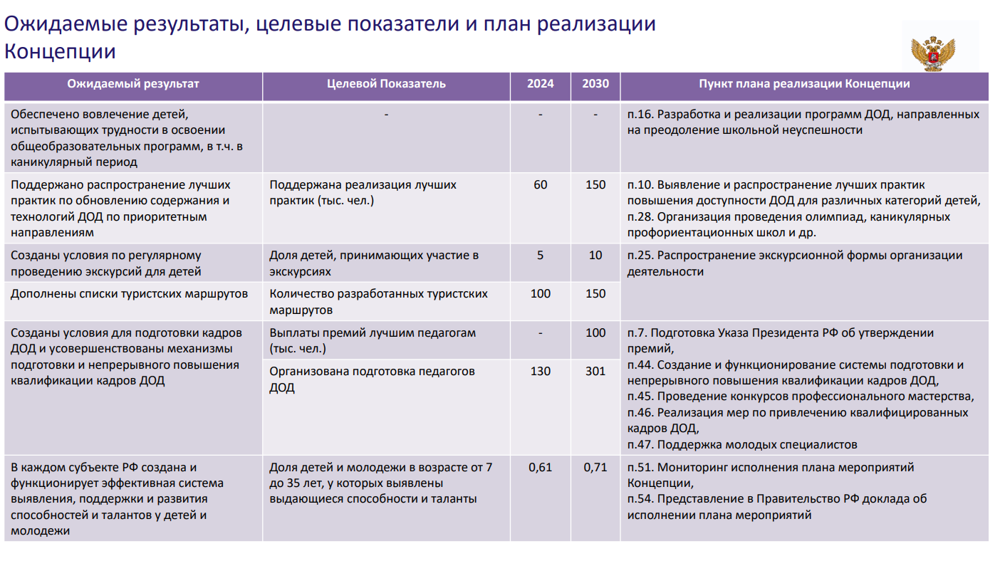 Ожидаемые результаты, целевые показатели и план реализации
Концепции
Ожидаемый результат
Целевой Показатель
2024
2030
Пункт плана реализации Концепции
Обеспечено вовлечение детей,
испытывающих трудности в освоении
общеобразовательных программ, в т.ч. в
каникулярный период
-
-
-
п.16. Разработка и реализации программ ДОД, направленных
на преодоление школьной неуспешности
Поддержано распространение лучших
практик по обновлению содержания и
технологий ДОД по приоритетным
направлениям
Поддержана реализация лучших
практик (тыс. чел.)
60
150
п.10. Выявление и распространение лучших практик
повышения доступности ДОД для различных категорий детей,
п.28. Организация проведения олимпиад, каникулярных
профориентационных школ и др.
Созданы условия по регулярному
проведению экскурсий для детей
Доля детей, принимающих участие в
экскурсиях
5
10
п.25. Распространение экскурсионной формы организации
деятельности
Дополнены списки туристских маршрутов
Количество разработанных туристских
маршрутов
100
150
Созданы условия для подготовки кадров
ДОД и усовершенствованы механизмы
подготовки и непрерывного повышения
квалификации кадров ДОД
Выплаты премий лучшим педагогам
(тыс. чел.)
-
100
Организована подготовка педагогов
ДОД
130
301
п.7. Подготовка Указа Президента РФ об утверждении
премий,
п.44. Создание и функционирование системы подготовки и
непрерывного повышения квалификации кадров ДОД,
п.45. Проведение конкурсов профессионального мастерства,
п.46. Реализация мер по привлечению квалифицированных
кадров ДОД,
п.47. Поддержка молодых специалистов
В каждом субъекте РФ создана и
функционирует эффективная система
выявления, поддержки и развития
способностей и талантов у детей и
молодежи
Доля детей и молодежи в возрасте от 7
до 35 лет, у которых выявлены
выдающиеся способности и таланты
0,61
0,71
п.51. Мониторинг исполнения плана мероприятий
Концепции,
п.54. Представление в Правительство РФ доклада об
исполнении плана мероприятий